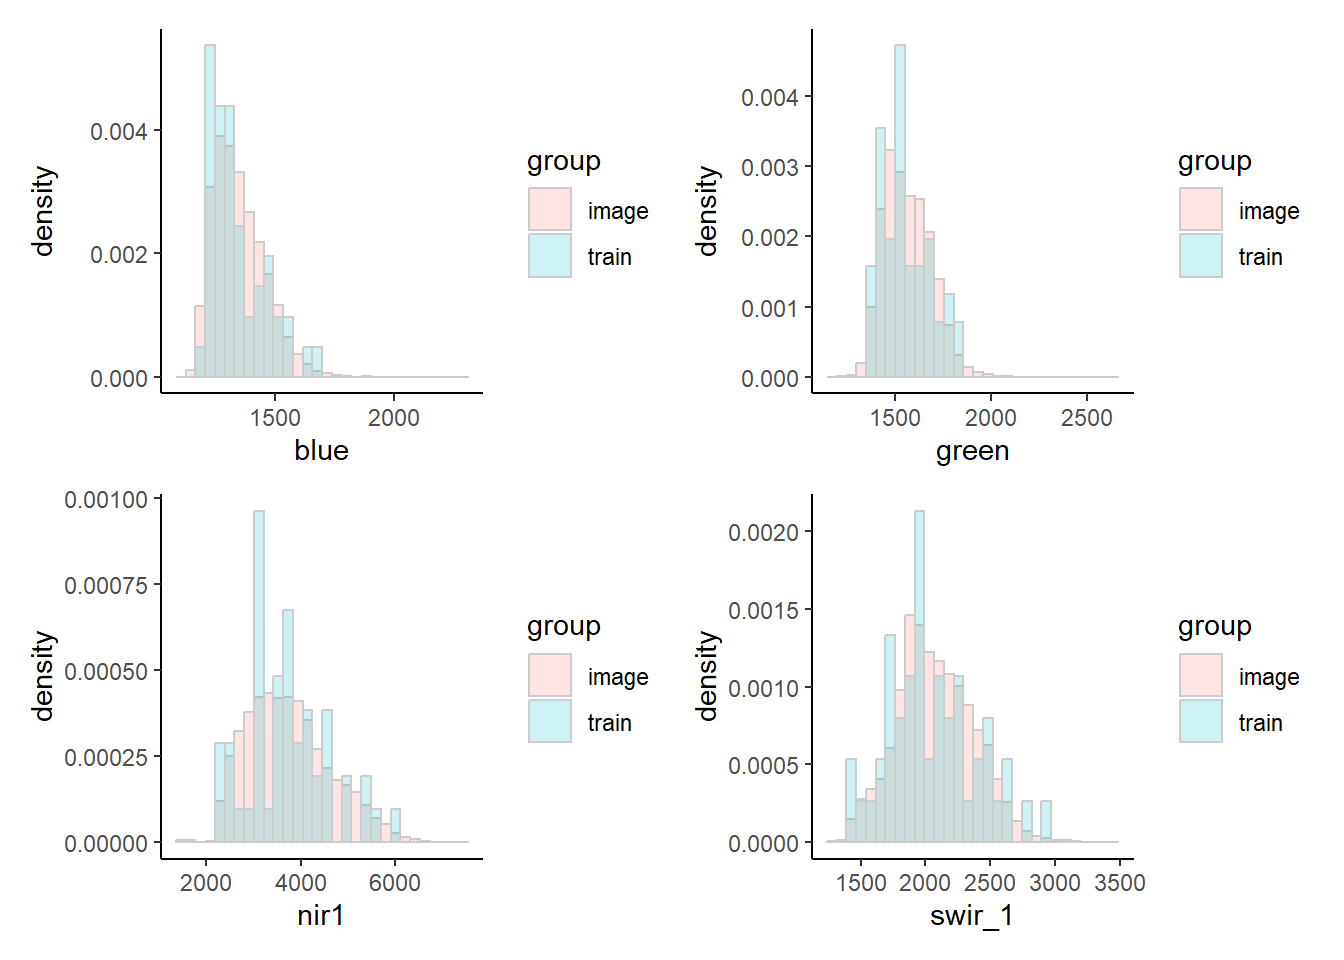 density
0.004
0.002
0.000
1500 2000
blue
group
image
train
density
0.004
0.003
0.002
0.001
0.000
1500 2000 2500
green
group
image
train
density
0.00100
0.00075
0.00050
0.00025
0.00000
2000 4000 6000
nir1
group
image
train
density
0.0020
0.0015
0.0010
0.0005
0.0000
1500 2000 2500 3000 3500
swir_1
group
image
train